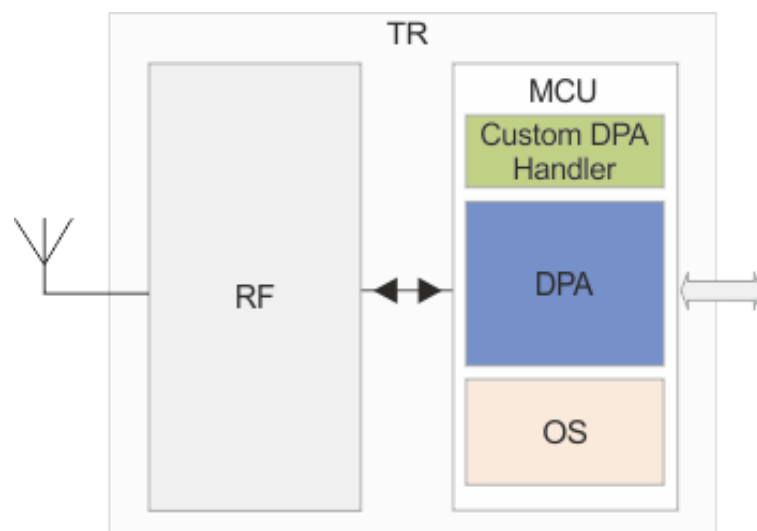 TR
RF
MCU
Custom DPA
Handler
DPA
OS